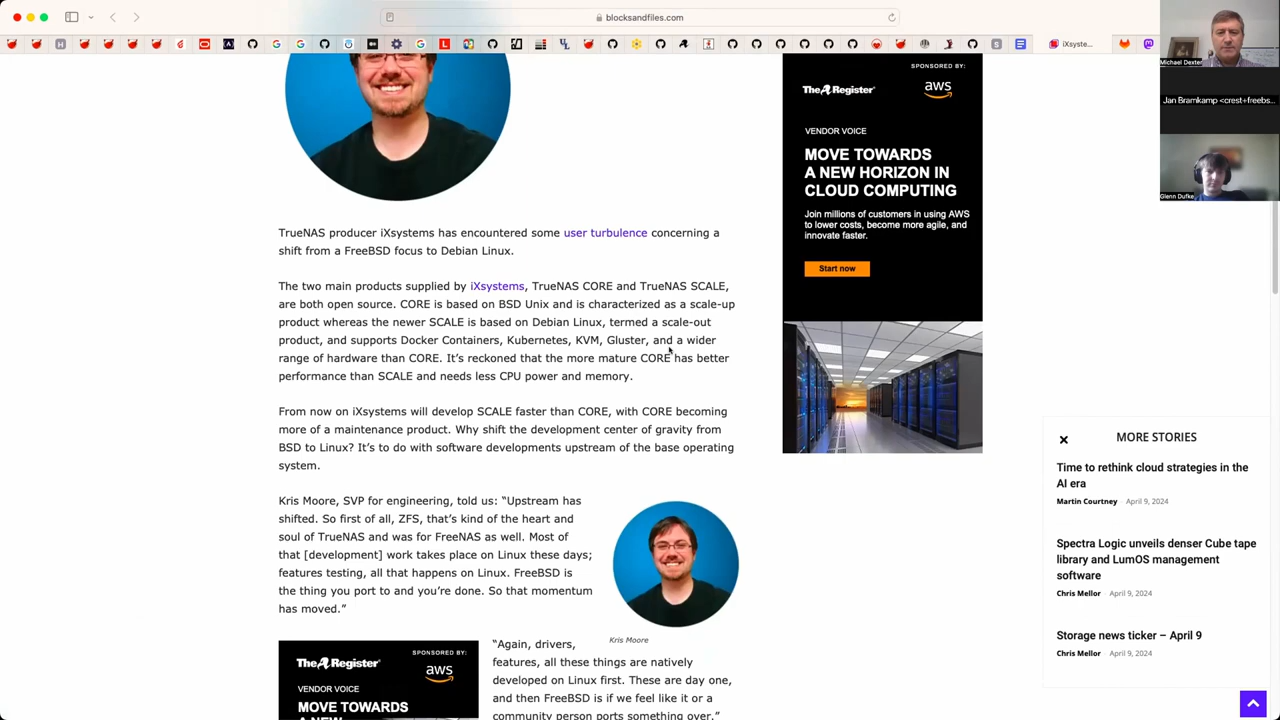 blocksandfiles.com
iXsyste...
Michael Dexter
Jan Bramkamp <crest+freebs...
Glenn Dufke
TrueNAS producer iXsystems has encountered some user turbulence concerning a
shift from a FreeBSD focus to Debian Linux.
The two main products supplied by iXsystems, TrueNAS CORE and TrueNAS SCALE,
are both open source. CORE is based on BSD Unix and is characterized as a scale-up
product whereas the newer SCALE is based on Debian Linux, termed a scale-out
product, and supports Docker Containers, Kubernetes, KVM, Gluster, and a wider
range of hardware than CORE. It's reckoned that the more mature CORE has better
performance than SCALE and needs less CPU power and memory.
From now on iXsystems will develop SCALE faster than CORE, with CORE becoming
more of a maintenance product. Why shift the development center of gravity from
BSD to Linux? It's to do with software developments upstream of the base operating
system.
Kris Moore, SVP for engineering, told us: “Upstream has
shifted. So first of all, ZFS, that's kind of the heart and
soul of TrueNAS and was for FreeNAS as well. Most of
that [development] work takes place on Linux these days;
features testing, all that happens on Linux. FreeBSD is
the thing you port to and you're done. So that momentum
has moved.”
Kris Moore
“Again, drivers,
features, all these things are natively
developed on Linux first. These are day one,
and then FreeBSD is if we feel like it or a
community person ports something over.”
The Register
SPONSORED BY:
aws
VENDOR VOICE
MOVE TOWARDS
A NEW
SPONSORED BY:
The Register
aws
VENDOR VOICE
MOVE TOWARDS
A NEW HORIZON IN
CLOUD COMPUTING
Join millions of customers in using AWS
to lower costs, become more agile, and
innovate faster.
Start now
MORE STORIES
Time to rethink cloud strategies in the
AI era
Martin Courtney - April 9, 2024
Spectra Logic unveils denser Cube tape
library and LumOS management
software
Chris Mellor - April 9, 2024
Storage news ticker – April 9
Chris Mellor - April 9, 2024